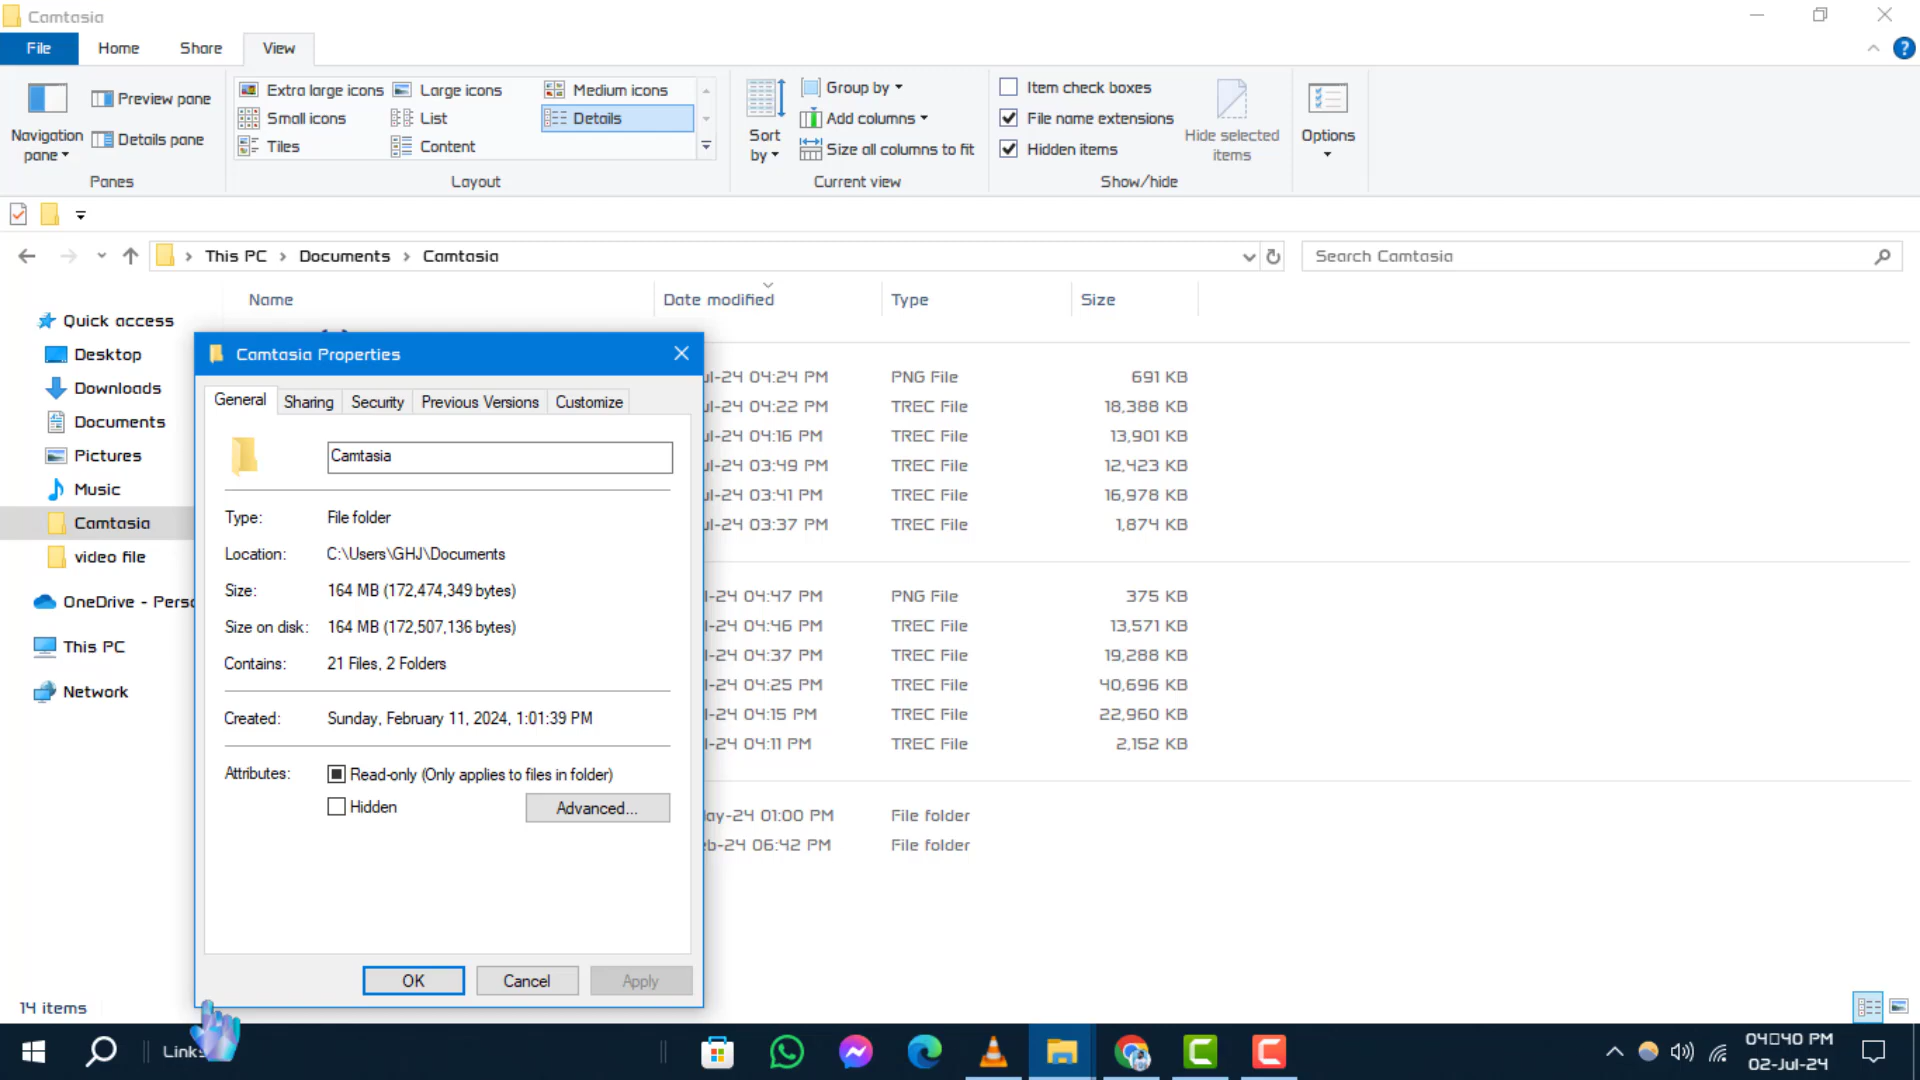 Camtasia
File Home Share View
Navigation pane
Preview pane
Details pane
Panes
Extra large icons Large icons Medium icons
Small icons List Details
Tiles Content
Layout
Sort by
Group by
Add columns
Size all columns to fit
Current view
Item check boxes
File name extensions
Hidden items
Hide selected items
Show/hide
Options
This PC > Documents > Camtasia
Search Camtasia
Name Date modified Type Size
Quick access
Desktop
Downloads
Documents
Pictures
Music
Camtasia
video file
OneDrive - Pers
This PC
Network
Camtasia Properties
General Sharing Security Previous Versions Customize
Camtasia
Type: File folder
Location: C:\Users\GHJ\Documents
Size: 164 MB (172,474,349 bytes)
Size on disk: 164 MB (172,507,136 bytes)
Contains: 21 Files, 2 Folders
Created: Sunday, February 11, 2024, 1:01:39 PM
Attributes: Read-only (Only applies to files in folder)
Hidden Advanced...
OK Cancel Apply
-24 04:24 PM PNG File 691 KB
-24 04:22 PM TREC File 18,388 KB
-24 04:16 PM TREC File 13,901 KB
-24 03:49 PM TREC File 12,423 KB
-24 03:41 PM TREC File 16,978 KB
-24 03:37 PM TREC File 1,874 KB
-24 04:47 PM PNG File 375 KB
-24 04:46 PM TREC File 13,571 KB
-24 04:37 PM TREC File 19,288 KB
-24 04:25 PM TREC File 40,696 KB
-24 04:15 PM TREC File 22,960 KB
-24 04:11 PM TREC File 2,152 KB
ay-24 01:00 PM File folder
eb-24 06:42 PM File folder
14 items
Links
04□40 PM
02-Jul-24